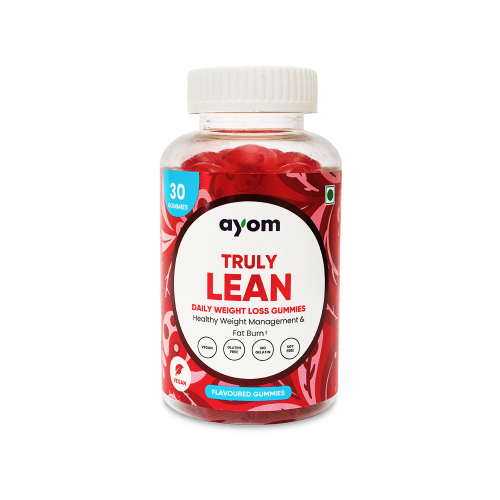 30
GUMMIES
ayom
TRULY
LEAN
DAILY WEIGHT LOSS GUMMIES
Healthy Weight Management &
Fat Burn†
VEGAN
GLUTEN
FREE
NO
GELATIN
FREE
VEGAN
FLAVOURED GUMMIES